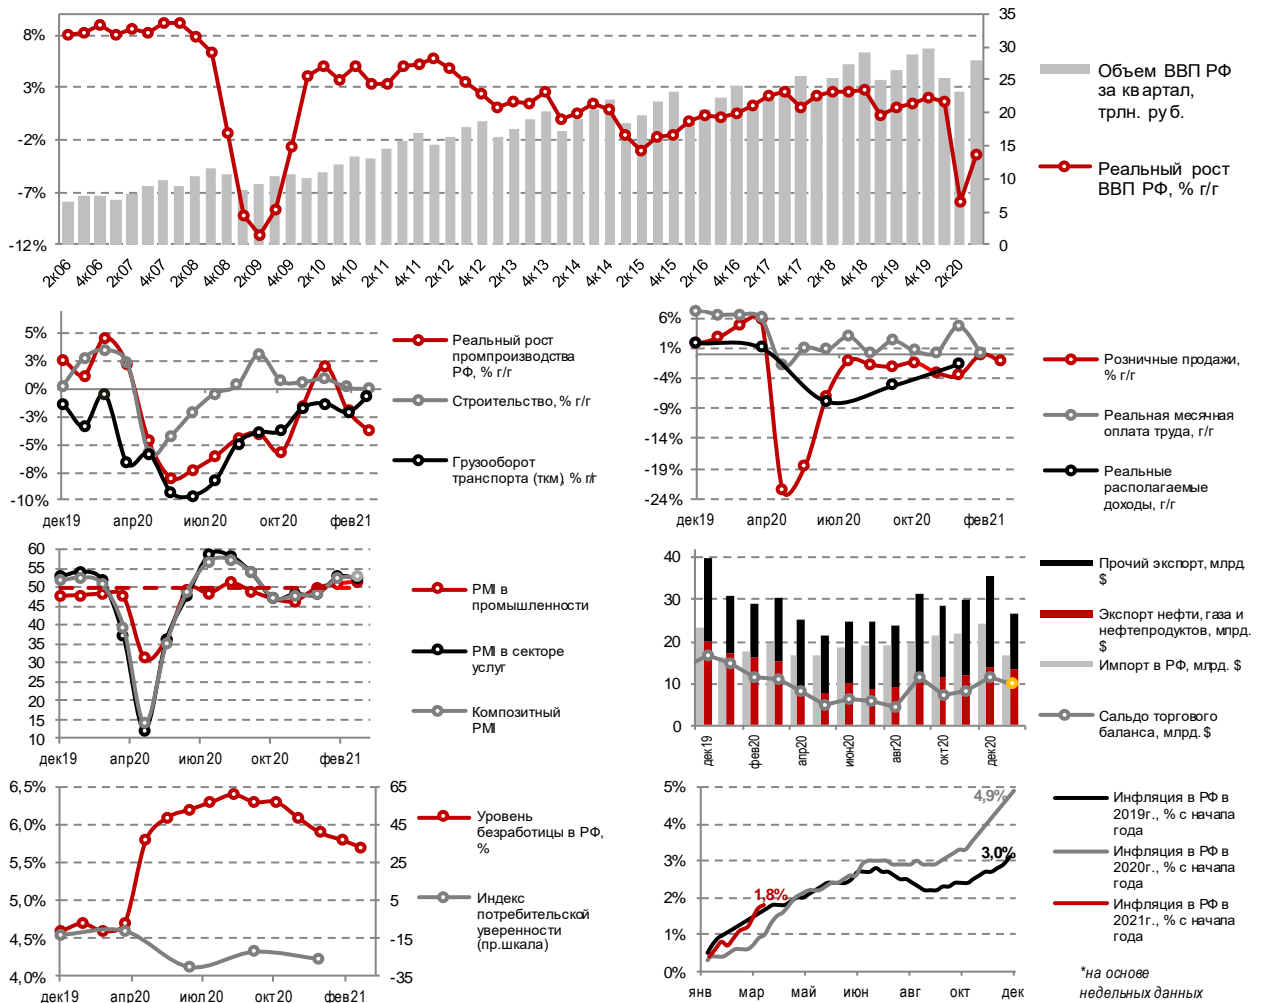 8%
3%
-2%
-7%
-12%
35
30
25
20
15
10
5
0
2к06
4к06
2к07
4к07
2к08
4к08
2к09
4к09
2к10
4к10
2к11
4к11
2к12
4к12
2к13
4к13
2к14
4к14
2к15
4к15
2к16
4к16
2к17
4к17
2к18
4к18
2к19
4к19
2к20
Объем ВВП РФ
за квартал,
трлн. руб.
Реальный рост
ВВП РФ, % г/г
5%
3%
0%
-3%
-5%
-8%
-10%
дек19
апр20
июл20
окт20
фев21
Реальный рост
промпроизводства
РФ, % г/г
Строительство, % г/г
Грузооборот
транспорта (ткм), % г/г
6%
1%
-4%
-9%
-14%
-19%
-24%
дек19
апр20
июл20
окт20
фев21
Розничные продажи,
% г/г
Реальная месячная
оплата труда, г/г
Реальные
располагаемые
доходы, г/г
60
55
50
45
40
35
30
25
20
15
10
дек19
апр20
июл20
окт20
фев21
PMI в
промышленности
PMI в секторе
услуг
Композитный
PMI
40
30
20
10
0
дек19
фев20
апр20
июн20
авг20
окт20
дек20
Прочий экспорт, млрд.
$
Экспорт нефти, газа и
нефтепродуктов, млрд.
$
Импорт в РФ, млрд. $
Сальдо торгового
баланса, млрд. $
6,5%
6,0%
5,5%
5,0%
4,5%
4,0%
65
45
25
5
-15
-35
дек19
апр20
июл20
окт20
фев21
Уровень
безработицы в РФ,
%
Индекс
потребительской
уверенности
(пр.шкала)
5%
4%
3%
2%
1%
0%
4,9%
3,0%
1,8%
янв
мар
май
июн
авг
окт
дек
Инфляция в РФ в
2019г., % с начала
года
Инфляция в РФ в
2020г., % с начала
года
Инфляция в РФ в
2021г., % с начала
года
*на основе
недельных данных